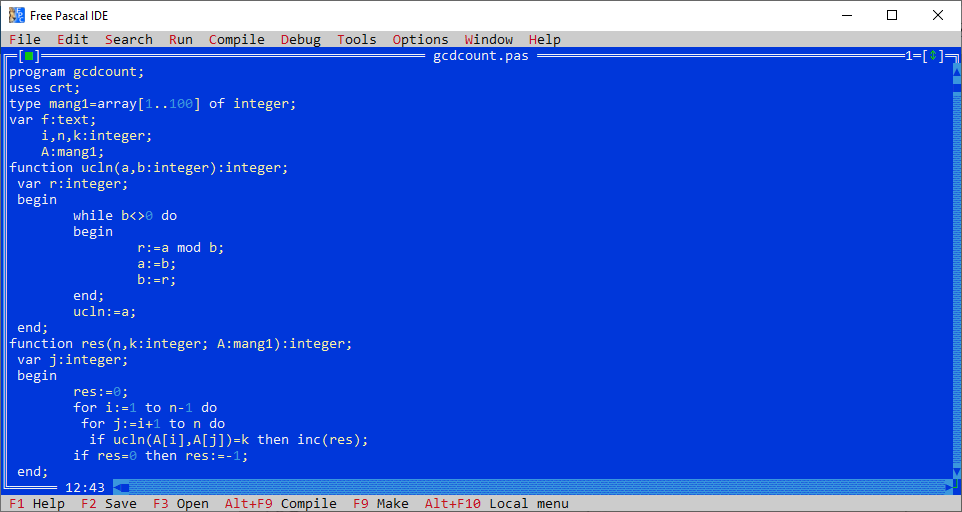 Free Pascal IDE
File Edit Search Run Compile Debug Tools Options Window Help
gcdcount.pas 1
program gcdcount;
uses crt;
type mang1=array[1..100] of integer;
var f:text;
    i,n,k:integer;
    A:mang1;
function ucln(a,b:integer):integer;
 var r:integer;
 begin
        while b<>0 do
        begin
                r:=a mod b;
                a:=b;
                b:=r;
        end;
        ucln:=a;
 end;
function res(n,k:integer; A:mang1):integer;
 var j:integer;
 begin
        res:=0;
        for i:=1 to n-1 do
         for j:=i+1 to n do
          if ucln(A[i],A[j])=k then inc(res);
        if res=0 then res:=-1;
 end;
12:43
F1 Help F2 Save F3 Open Alt+F9 Compile F9 Make Alt+F10 Local menu